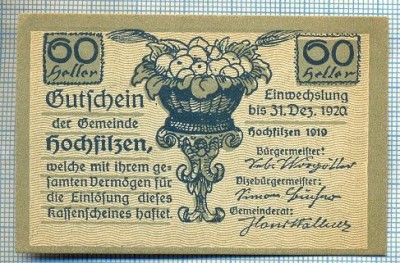 60
Heller
60
Heller
Gutschein
der Gemeinde
Hochfilzen,
welche mit ihrem ge-
samten Vermögen für
die Einlösung dieses
Kassenscheines haftet.
Einwechslung
bis 31. Dez. 1920.
Hochfilzen 1919
Bürgermeister:
Vizebürgermeister:
Simon
Gemeinderat: